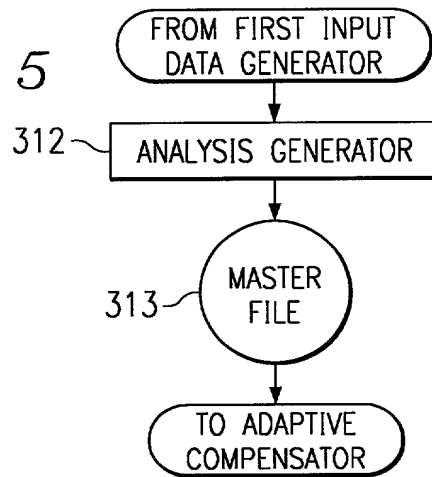 5
FROM FIRST INPUT
DATA GENERATOR
312
ANALYSIS GENERATOR
313
MASTER
FILE
TO ADAPTIVE
COMPENSATOR